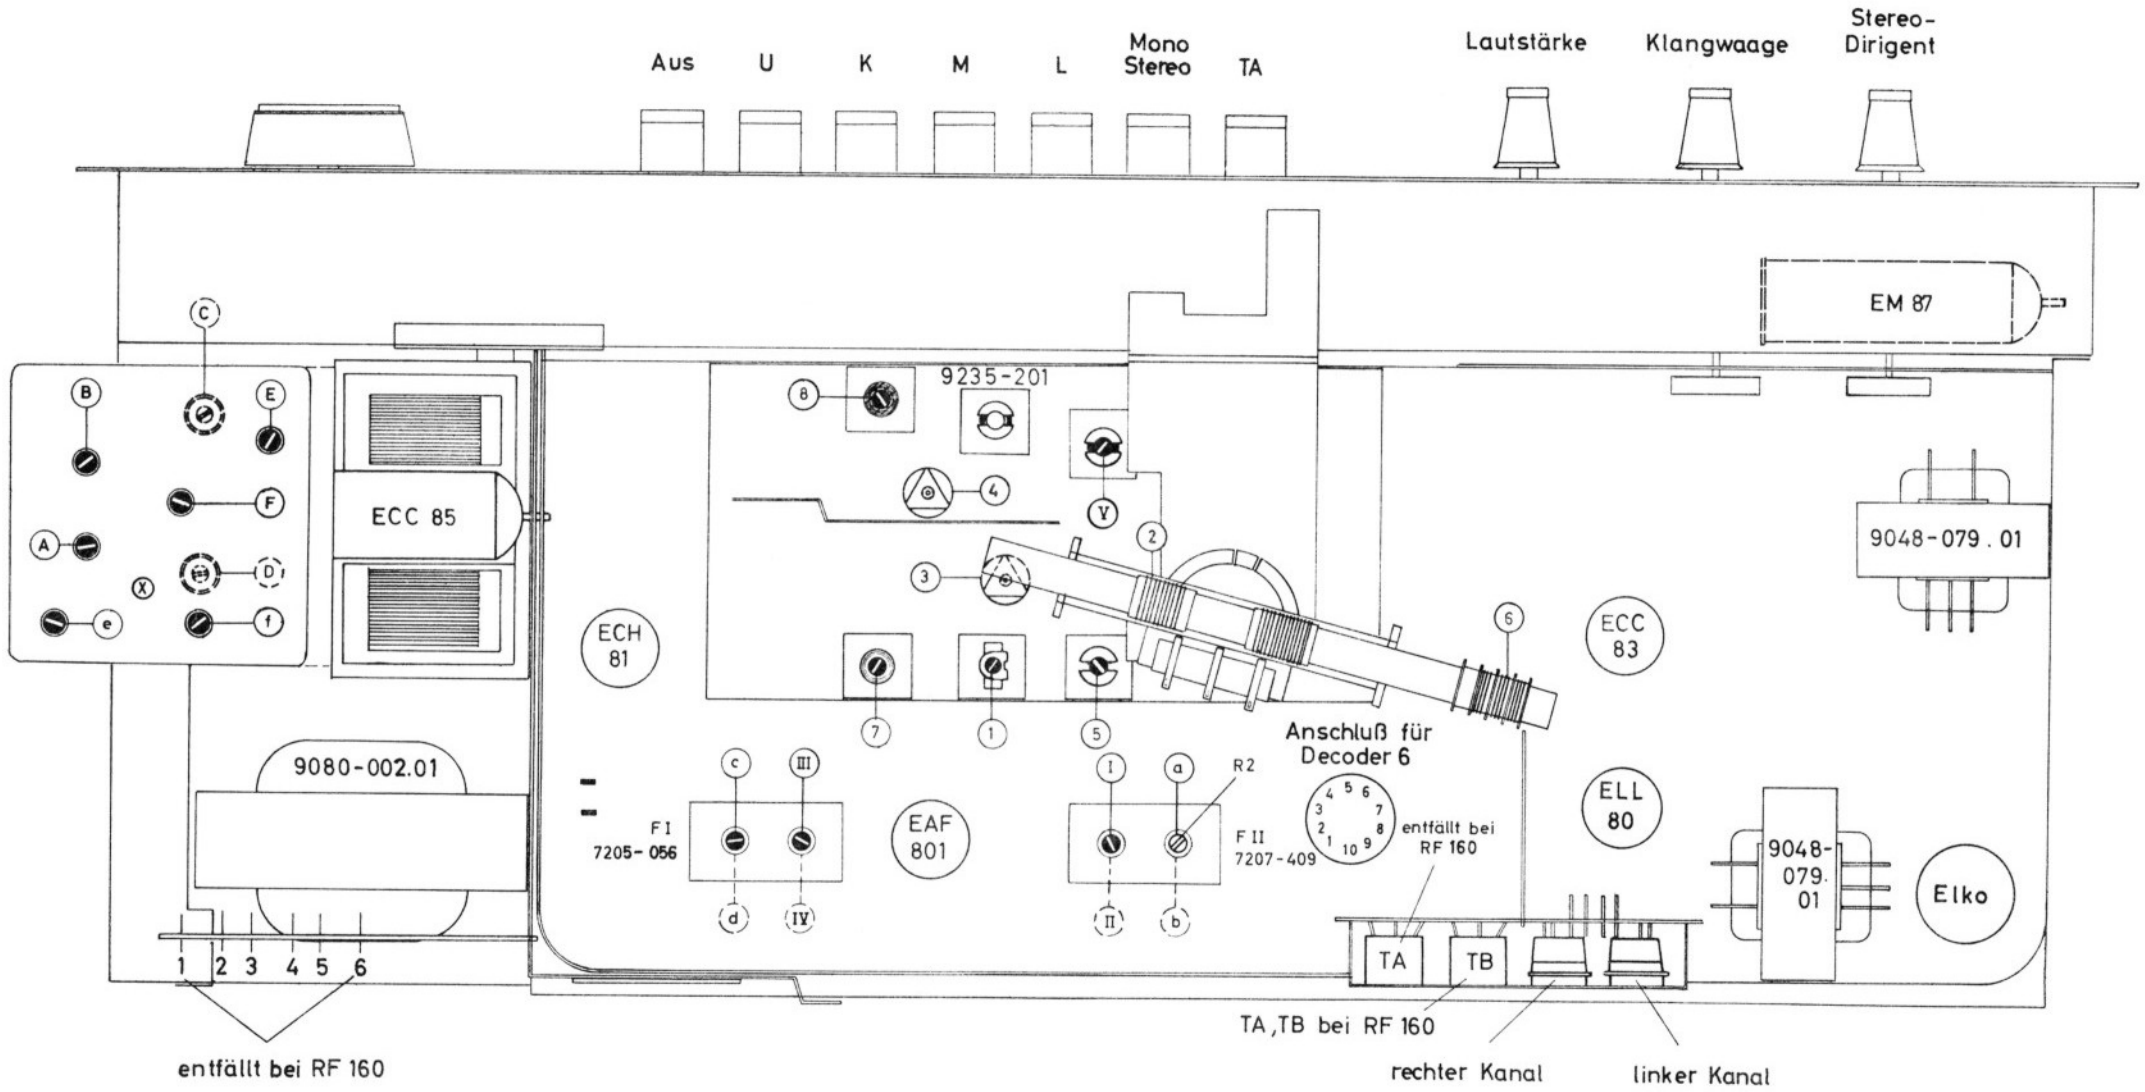 Aus
U
K
M
L
Mono
Stereo
TA
Lautstärke
Klangwaage
Stereo-
Dirigent
EM 87
C
B
E
F
A
D
X
e
f
ECC 85
8
9235-201
4
V
2
3
6
9048-079.01
ECH
81
ECC
83
7
1
5
Anschluß für
Decoder 6
1
2
3
4
5
6
7
8
9
10
9080-002.01
c
III
I
a
R2
F I
7205-056
EAF
801
F II
7207-409
entfällt bei
RF 160
ELL
80
9048-
079.
01
Elko
d
IV
II
b
1 2 3 4 5 6
TA
TB
entfällt bei RF 160
TA, TB bei RF 160
rechter Kanal
linker Kanal